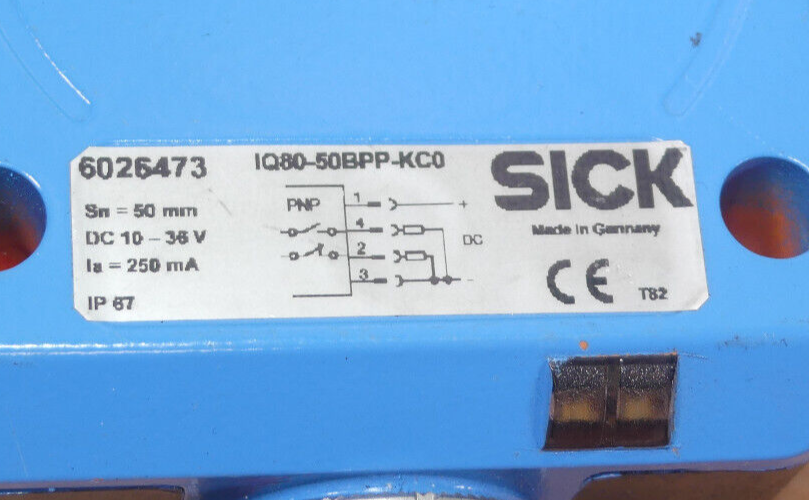 6026473
IQ80-50BPP-KC0
SICK
Sn = 50 mm
DC 10 – 36 V
Ia = 250 mA
IP 67
PNP
1
+
4
DC
2
3
–
Made in Germany
CE
T82